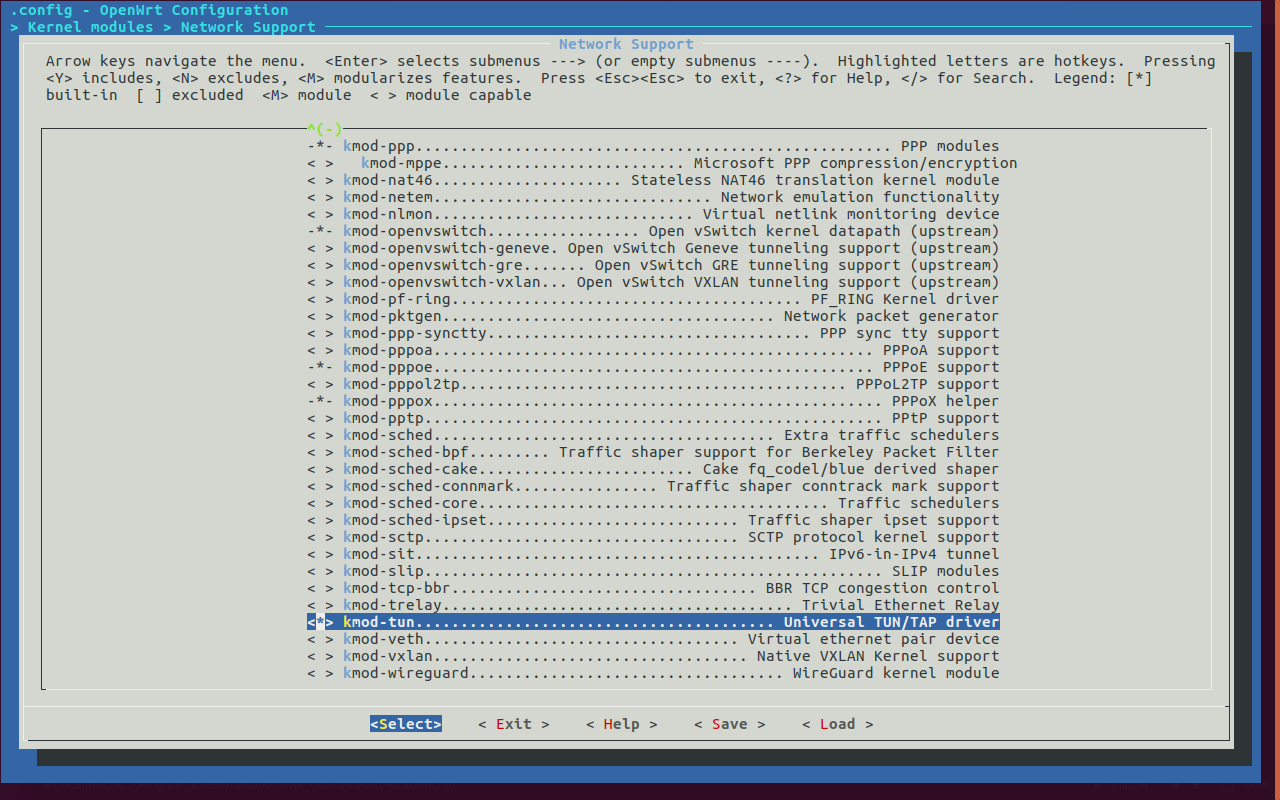 .config - OpenWrt Configuration
> Kernel modules > Network Support
Network Support
Arrow keys navigate the menu.  <Enter> selects submenus ---> (or empty submenus ----).  Highlighted letters are hotkeys.  Pressing
<Y> includes, <N> excludes, <M> modularizes features.  Press <Esc><Esc> to exit, <?> for Help, </> for Search.  Legend: [*]
built-in  [ ] excluded  <M> module  < > module capable
^(-)
-*- kmod-ppp..................................................... PPP modules
< >   kmod-mppe........................... Microsoft PPP compression/encryption
< > kmod-nat46..................... Stateless NAT46 translation kernel module
< > kmod-netem............................... Network emulation functionality
< > kmod-nlmon............................. Virtual netlink monitoring device
-*- kmod-openvswitch................. Open vSwitch kernel datapath (upstream)
< > kmod-openvswitch-geneve. Open vSwitch Geneve tunneling support (upstream)
< > kmod-openvswitch-gre....... Open vSwitch GRE tunneling support (upstream)
< > kmod-openvswitch-vxlan... Open vSwitch VXLAN tunneling support (upstream)
< > kmod-pf-ring....................................... PF_RING Kernel driver
< > kmod-pktgen..................................... Network packet generator
< > kmod-ppp-synctty.................................... PPP sync tty support
< > kmod-pppoa................................................. PPPoA support
-*- kmod-pppoe................................................. PPPoE support
< > kmod-pppol2tp........................................... PPPoL2TP support
-*- kmod-pppox.................................................. PPPoX helper
< > kmod-pptp................................................... PPtP support
< > kmod-sched...................................... Extra traffic schedulers
< > kmod-sched-bpf......... Traffic shaper support for Berkeley Packet Filter
< > kmod-sched-cake........................ Cake fq_codel/blue derived shaper
< > kmod-sched-connmark................ Traffic shaper conntrack mark support
< > kmod-sched-core....................................... Traffic schedulers
< > kmod-sched-ipset............................ Traffic shaper ipset support
< > kmod-sctp................................... SCTP protocol kernel support
< > kmod-sit............................................. IPv6-in-IPv4 tunnel
< > kmod-slip................................................... SLIP modules
< > kmod-tcp-bbr................................... BBR TCP congestion control
< > kmod-trelay....................................... Trivial Ethernet Relay
<*> kmod-tun........................................ Universal TUN/TAP driver
< > kmod-veth................................... Virtual ethernet pair device
< > kmod-vxlan................................... Native VXLAN Kernel support
< > kmod-wireguard................................... WireGuard kernel module
<Select>    < Exit >    < Help >    < Save >    < Load >